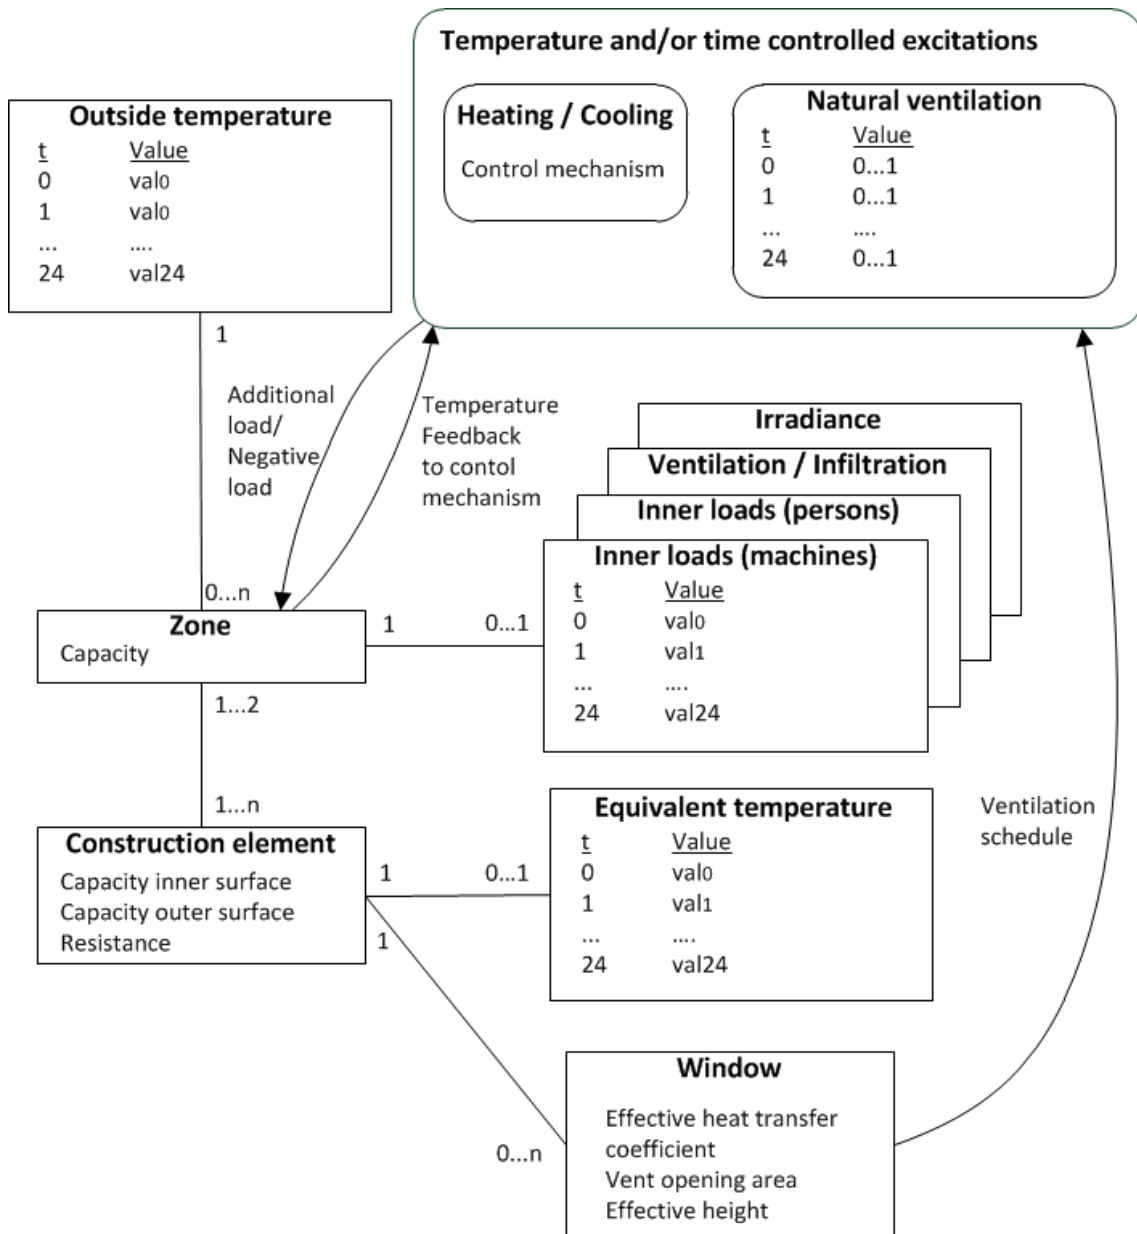 Temperature and/or time controlled excitations
Heating / Cooling
Control mechanism
Natural ventilation
t Value
0 0...1
1 0...1
... ....
24 0...1
Outside temperature
t Value
0 val0
1 val0
... ....
24 val24
1
Additional
load/
Negative
load
Temperature
Feedback
to contol
mechanism
0...n
Irradiance
Ventilation / Infiltration
Inner loads (persons)
Inner loads (machines)
t Value
0 val0
1 val1
... ....
24 val24
Zone
Capacity
1 0...1
1...2
1...n
Construction element
Capacity inner surface
Capacity outer surface
Resistance
1 0...1
1
Equivalent temperature
t Value
0 val0
1 val1
... ....
24 val24
Ventilation
schedule
0...n
Window
Effective heat transfer
coefficient
Vent opening area
Effective height